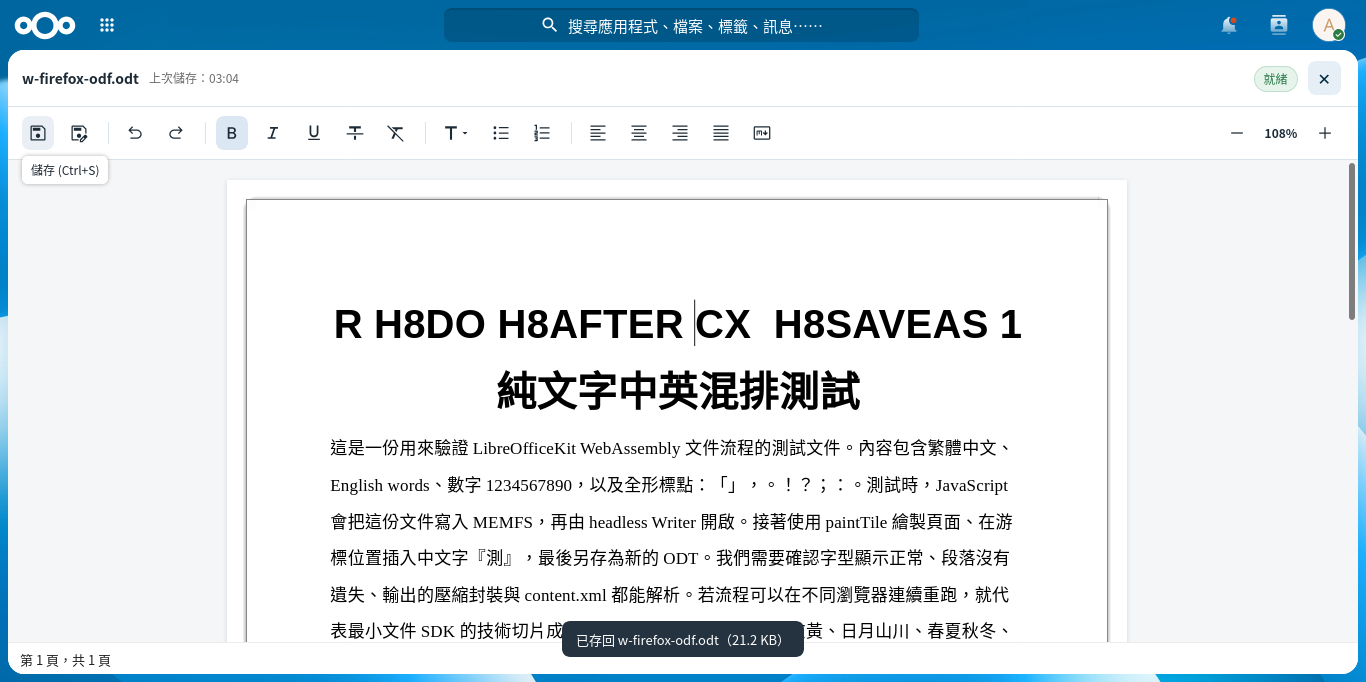 搜尋應用程式、檔案、標籤、訊息⋯⋯
A
w-firefox-odf.odt 上次儲存：03:04 就緒
B I U T T 108%
儲存 (Ctrl+S)
R H8DO H8AFTER CX  H8SAVEAS 1
純文字中英混排測試
這是一份用來驗證 LibreOfficeKit WebAssembly 文件流程的測試文件。內容包含繁體中文、
English words、數字 1234567890，以及全形標點：「」，。！？；：。測試時，JavaScript
會把這份文件寫入 MEMFS，再由 headless Writer 開啟。接著使用 paintTile 繪製頁面、在游
標位置插入中文字『測』，最後另存為新的 ODT。我們需要確認字型顯示正常、段落沒有
遺失、輸出的壓縮封裝與 content.xml 都能解析。若流程可以在不同瀏覽器連續重跑，就代
表最小文件 SDK 的技術切片成
黃、日月山川、春夏秋冬、
已存回 w-firefox-odf.odt（21.2 KB）
第 1 頁，共 1 頁